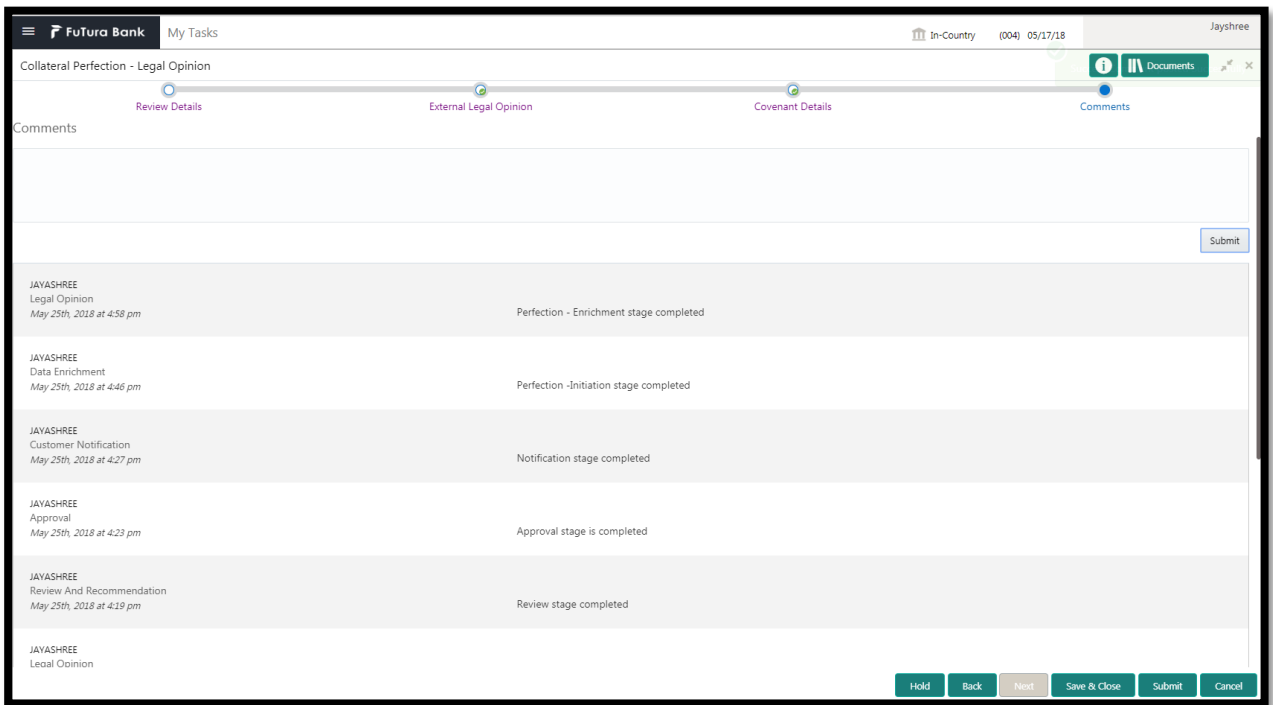 FuTura Bank My Tasks In-Country (004) 05/17/18 Jayshree
Collateral Perfection - Legal Opinion i Documents
Review Details External Legal Opinion Covenant Details Comments
Comments
Submit
JAYASHREE
Legal Opinion
May 25th, 2018 at 4:58 pm Perfection - Enrichment stage completed
JAYASHREE
Data Enrichment
May 25th, 2018 at 4:46 pm Perfection -Initiation stage completed
JAYASHREE
Customer Notification
May 25th, 2018 at 4:27 pm Notification stage completed
JAYASHREE
Approval
May 25th, 2018 at 4:23 pm Approval stage is completed
JAYASHREE
Review And Recommendation
May 25th, 2018 at 4:19 pm Review stage completed
JAYASHREE
Legal Opinion
Hold Back Next Save & Close Submit Cancel